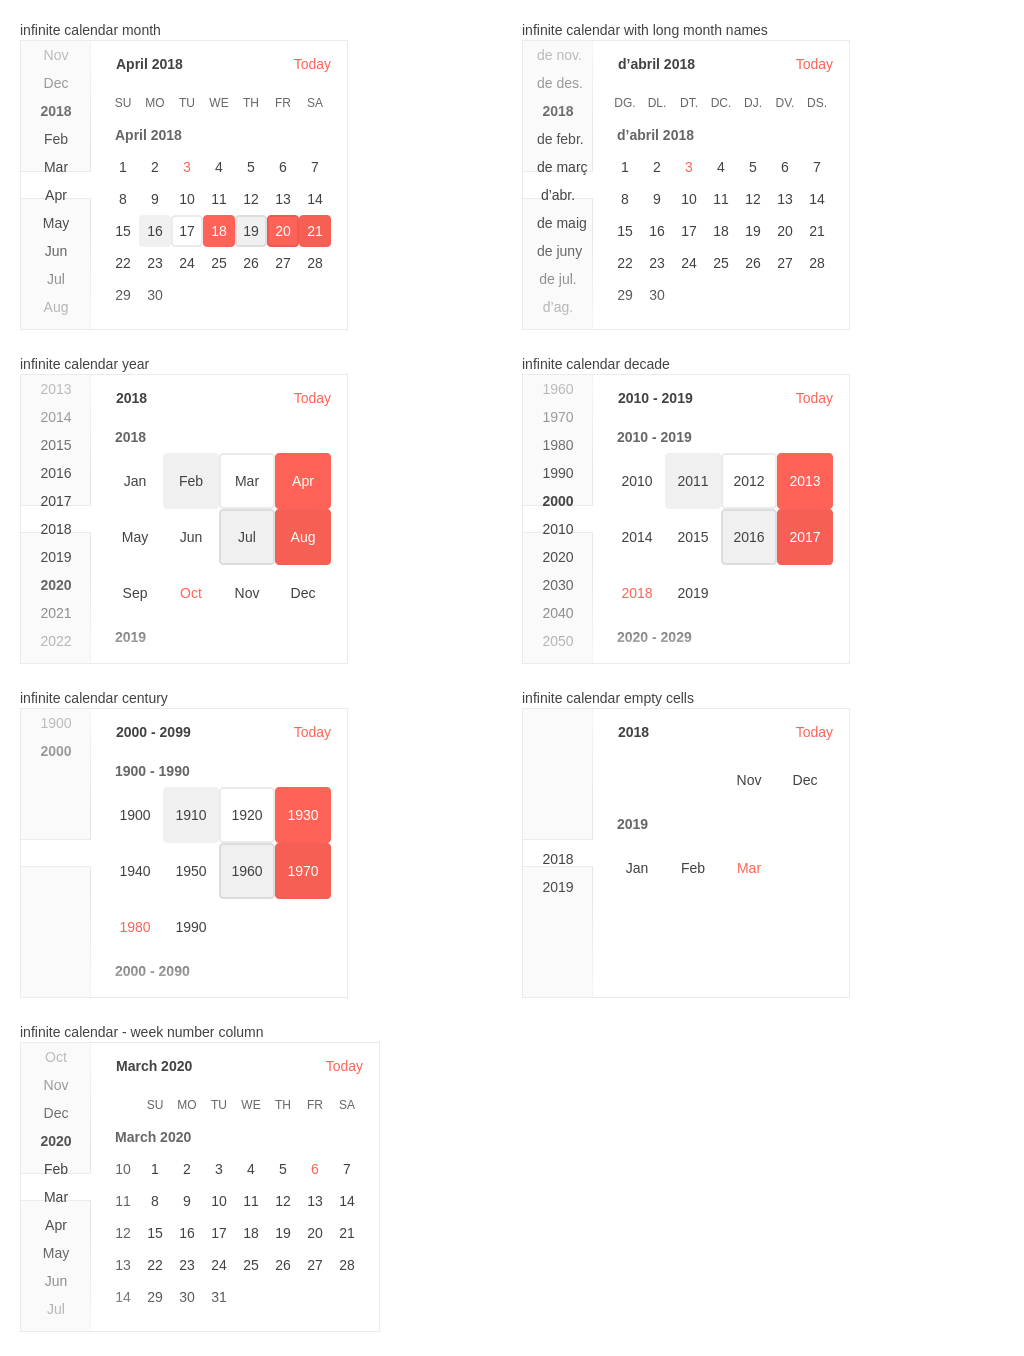 infinite calendar month
Nov
Dec
2018
Feb
Mar
Apr
May
Jun
Jul
Aug
April 2018 Today
SU MO TU WE TH FR SA
April 2018
1 2 3 4 5 6 7
8 9 10 11 12 13 14
15 16 17 18 19 20 21
22 23 24 25 26 27 28
29 30
infinite calendar with long month names
de nov.
de des.
2018
de febr.
de març
d’abr.
de maig
de juny
de jul.
d’ag.
d’abril 2018 Today
DG. DL. DT. DC. DJ. DV. DS.
d’abril 2018
1 2 3 4 5 6 7
8 9 10 11 12 13 14
15 16 17 18 19 20 21
22 23 24 25 26 27 28
29 30
infinite calendar year
2013
2014
2015
2016
2017
2018
2019
2020
2021
2022
2018 Today
2018
Jan Feb Mar Apr
May Jun Jul Aug
Sep Oct Nov Dec
2019
infinite calendar decade
1960
1970
1980
1990
2000
2010
2020
2030
2040
2050
2010 - 2019 Today
2010 - 2019
2010 2011 2012 2013
2014 2015 2016 2017
2018 2019
2020 - 2029
infinite calendar century
1900
2000
2000 - 2099 Today
1900 - 1990
1900 1910 1920 1930
1940 1950 1960 1970
1980 1990
2000 - 2090
infinite calendar empty cells
2018
2019
2018 Today
Nov Dec
2019
Jan Feb Mar
infinite calendar - week number column
Oct
Nov
Dec
2020
Feb
Mar
Apr
May
Jun
Jul
March 2020 Today
SU MO TU WE TH FR SA
March 2020
10 1 2 3 4 5 6 7
11 8 9 10 11 12 13 14
12 15 16 17 18 19 20 21
13 22 23 24 25 26 27 28
14 29 30 31